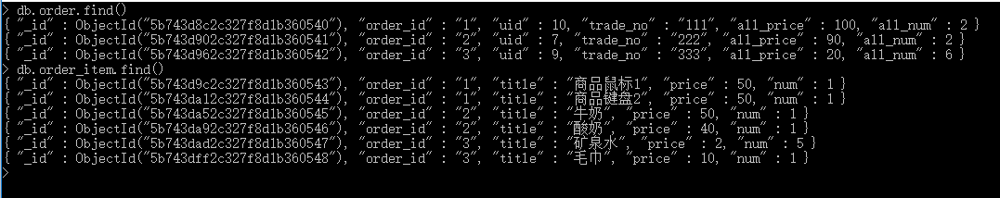 > db.order.find()
{ "_id" : ObjectId("5b743d8c2c327f8d1b360540"), "order_id" : "1", "uid" : 10, "trade_no" : "111", "all_price" : 100, "all_num" : 2 }
{ "_id" : ObjectId("5b743d902c327f8d1b360541"), "order_id" : "2", "uid" : 7, "trade_no" : "222", "all_price" : 90, "all_num" : 2 }
{ "_id" : ObjectId("5b743d962c327f8d1b360542"), "order_id" : "3", "uid" : 9, "trade_no" : "333", "all_price" : 20, "all_num" : 6 }
> db.order_item.find()
{ "_id" : ObjectId("5b743d9c2c327f8d1b360543"), "order_id" : "1", "title" : "商品鼠标1", "price" : 50, "num" : 1 }
{ "_id" : ObjectId("5b743da12c327f8d1b360544"), "order_id" : "1", "title" : "商品键盘2", "price" : 50, "num" : 1 }
{ "_id" : ObjectId("5b743da52c327f8d1b360545"), "order_id" : "2", "title" : "牛奶", "price" : 50, "num" : 1 }
{ "_id" : ObjectId("5b743da92c327f8d1b360546"), "order_id" : "2", "title" : "酸奶", "price" : 40, "num" : 1 }
{ "_id" : ObjectId("5b743dad2c327f8d1b360547"), "order_id" : "3", "title" : "矿泉水", "price" : 2, "num" : 5 }
{ "_id" : ObjectId("5b743dff2c327f8d1b360548"), "order_id" : "3", "title" : "毛巾", "price" : 10, "num" : 1 }
>